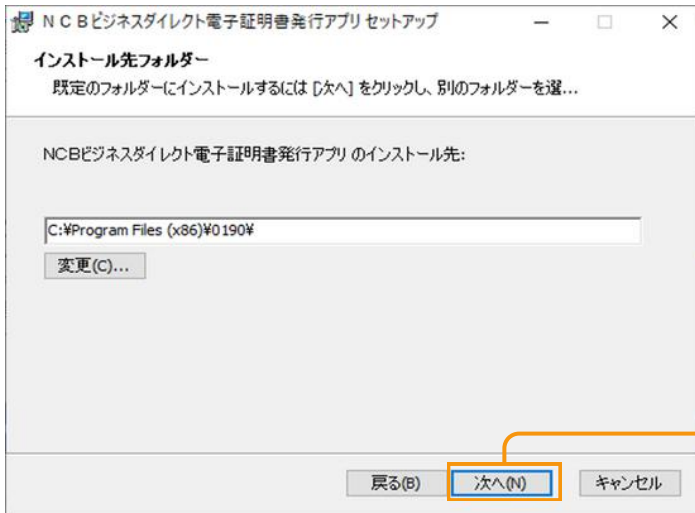 ＮＣＢビジネスダイレクト電子証明書発行アプリ セットアップ
インストール先フォルダー
既定のフォルダーにインストールするには [次へ] をクリックし、別のフォルダーを選...
NCBビジネスダイレクト電子証明書発行アプリ のインストール先:
C:¥Program Files (x86)¥0190¥
変更(C)...
戻る(B) 次へ(N) キャンセル